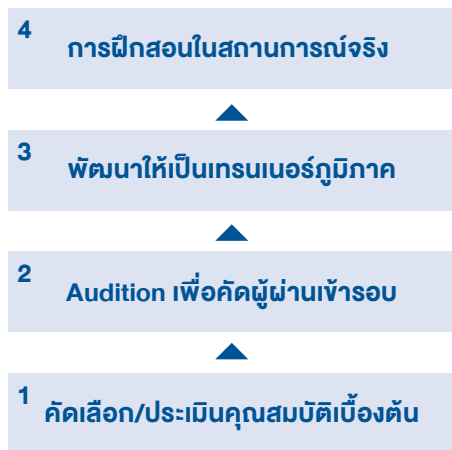 4
การฝึกสอนในสถานการณ์จริง
3
พัฒนาให้เป็นเทรนเนอร์ภูมิภาค
2
Audition เพื่อคัดผู้ผ่านเข้ารอบ
1
คัดเลือก/ประเมินคุณสมบัติเบื้องต้น